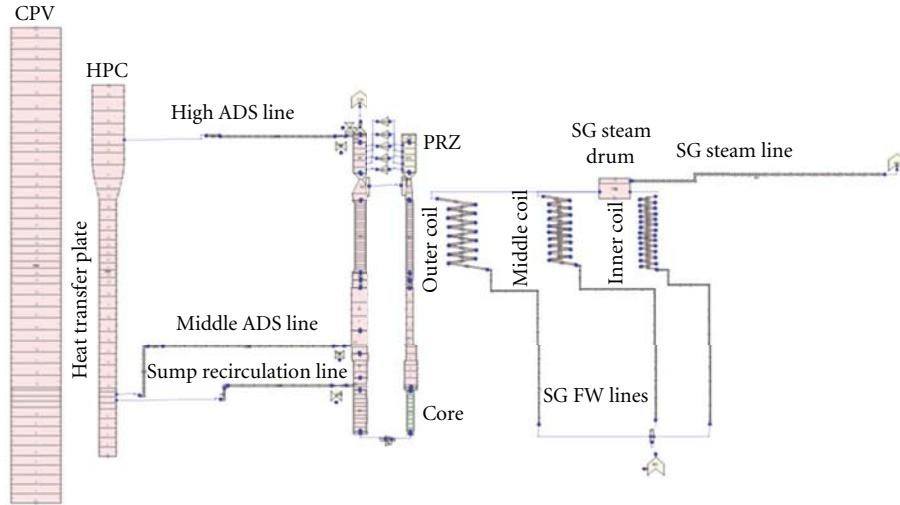 CPV
HPC
High ADS line
PRZ
SG steam
drum
SG steam line
Outer coil
Middle coil
Inner coil
Heat transfer plate
Middle ADS line
Sump recirculation line
SG FW lines
Core